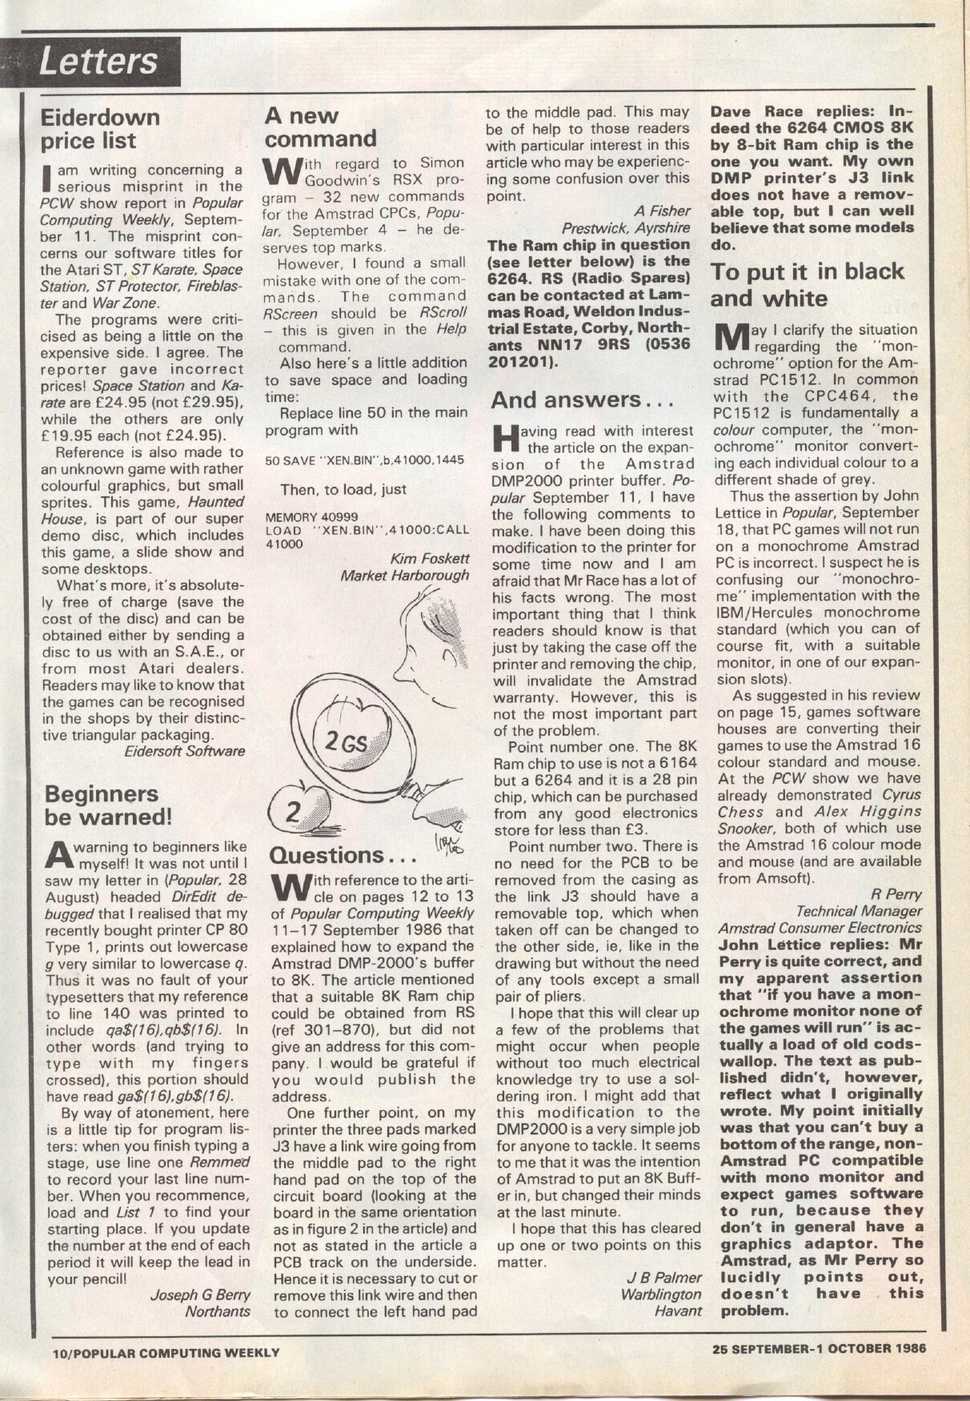 Letters
Eiderdown
price list
I am writing concerning a
serious misprint in the
PCW show report in Popular
Computing Weekly, Septem-
ber 11. The misprint con-
cerns our software titles for
the Atari ST, ST Karate, Space
Station, ST Protector, Fireblas-
ter and War Zone.
The programs were criti-
cised as being a little on the
expensive side. I agree. The
reporter gave incorrect
prices! Space Station and Ka-
rate are £24.95 (not £29.95),
while the others are only
£19.95 each (not £24.95).
Reference is also made to
an unknown game with rather
colourful graphics, but small
sprites. This game, Haunted
House, is part of our super
demo disc, which includes
this game, a slide show and
some desktops.
What's more, it's absolute-
ly free of charge (save the
cost of the disc) and can be
obtained either by sending a
disc to us with an S.A.E., or
from most Atari dealers.
Readers may like to know that
the games can be recognised
in the shops by their distinc-
tive triangular packaging.
Eidersoft Software
Beginners
be warned!
A warning to beginners like
myself! It was not until I
saw my letter in (Popular, 28
August) headed DirEdit de-
bugged that I realised that my
recently bought printer CP 80
Type 1, prints out lowercase
g very similar to lowercase q.
Thus it was no fault of your
typesetters that my reference
to line 140 was printed to
include qa$(16),qb$(16). In
other words (and trying to
type with my fingers
crossed), this portion should
have read ga$(16),gb$(16).
By way of atonement, here
is a little tip for program lis-
ters: when you finish typing a
stage, use line one Remmed
to record your last line num-
ber. When you recommence,
load and List 1 to find your
starting place. If you update
the number at the end of each
period it will keep the lead in
your pencil!
Joseph G Berry
Northants
A new
command
With regard to Simon
Goodwin's RSX pro-
gram – 32 new commands
for the Amstrad CPCs, Popu-
lar, September 4 – he de-
serves top marks.
However, I found a small
mistake with one of the com-
mands. The command
RScreen should be RScroll
– this is given in the Help
command.
Also here's a little addition
to save space and loading
time:
Replace line 50 in the main
program with
50 SAVE "XEN.BIN",b,41000,1445
Then, to load, just
MEMORY 40999
LOAD "XEN.BIN",41000:CALL
41000
Kim Foskett
Market Harborough
2GS
2
Questions...
With reference to the arti-
cle on pages 12 to 13
of Popular Computing Weekly
11–17 September 1986 that
explained how to expand the
Amstrad DMP-2000's buffer
to 8K. The article mentioned
that a suitable 8K Ram chip
could be obtained from RS
(ref 301–870), but did not
give an address for this com-
pany. I would be grateful if
you would publish the
address.
One further point, on my
printer the three pads marked
J3 have a link wire going from
the middle pad to the right
hand pad on the top of the
circuit board (looking at the
board in the same orientation
as in figure 2 in the article) and
not as stated in the article a
PCB track on the underside.
Hence it is necessary to cut or
remove this link wire and then
to connect the left hand pad
to the middle pad. This may
be of help to those readers
with particular interest in this
article who may be experienc-
ing some confusion over this
point.
A Fisher
Prestwick, Ayrshire
The Ram chip in question
(see letter below) is the
6264. RS (Radio Spares)
can be contacted at Lam-
mas Road, Weldon Indus-
trial Estate, Corby, North-
ants NN17 9RS (0536
201201).
And answers...
Having read with interest
the article on the expan-
sion of the Amstrad
DMP2000 printer buffer. Po-
pular September 11, I have
the following comments to
make. I have been doing this
modification to the printer for
some time now and I am
afraid that Mr Race has a lot of
his facts wrong. The most
important thing that I think
readers should know is that
just by taking the case off the
printer and removing the chip,
will invalidate the Amstrad
warranty. However, this is
not the most important part
of the problem.
Point number one. The 8K
Ram chip to use is not a 6164
but a 6264 and it is a 28 pin
chip, which can be purchased
from any good electronics
store for less than £3.
Point number two. There is
no need for the PCB to be
removed from the casing as
the link J3 should have a
removable top, which when
taken off can be changed to
the other side, ie, like in the
drawing but without the need
of any tools except a small
pair of pliers.
I hope that this will clear up
a few of the problems that
might occur when people
without too much electrical
knowledge try to use a sol-
dering iron. I might add that
this modification to the
DMP2000 is a very simple job
for anyone to tackle. It seems
to me that it was the intention
of Amstrad to put an 8K Buff-
er in, but changed their minds
at the last minute.
I hope that this has cleared
up one or two points on this
matter.
J B Palmer
Warblington
Havant
Dave Race replies: In-
deed the 6264 CMOS 8K
by 8-bit Ram chip is the
one you want. My own
DMP printer's J3 link
does not have a remov-
able top, but I can well
believe that some models
do.
To put it in black
and white
May I clarify the situation
regarding the "mon-
ochrome" option for the Am-
strad PC1512. In common
with the CPC464, the
PC1512 is fundamentally a
colour computer, the "mon-
ochrome" monitor convert-
ing each individual colour to a
different shade of grey.
Thus the assertion by John
Lettice in Popular, September
18, that PC games will not run
on a monochrome Amstrad
PC is incorrect. I suspect he is
confusing our "monochro-
me" implementation with the
IBM/Hercules monochrome
standard (which you can of
course fit, with a suitable
monitor, in one of our expan-
sion slots).
As suggested in his review
on page 15, games software
houses are converting their
games to use the Amstrad 16
colour standard and mouse.
At the PCW show we have
already demonstrated Cyrus
Chess and Alex Higgins
Snooker, both of which use
the Amstrad 16 colour mode
and mouse (and are available
from Amsoft).
R Perry
Technical Manager
Amstrad Consumer Electronics
John Lettice replies: Mr
Perry is quite correct, and
my apparent assertion
that "if you have a mon-
ochrome monitor none of
the games will run" is ac-
tually a load of old cods-
wallop. The text as pub-
lished didn't, however,
reflect what I originally
wrote. My point initially
was that you can't buy a
bottom of the range, non-
Amstrad PC compatible
with mono monitor and
expect games software
to run, because they
don't in general have a
graphics adaptor. The
Amstrad, as Mr Perry so
lucidly points out,
doesn't have this
problem.
10/POPULAR COMPUTING WEEKLY
25 SEPTEMBER-1 OCTOBER 1986